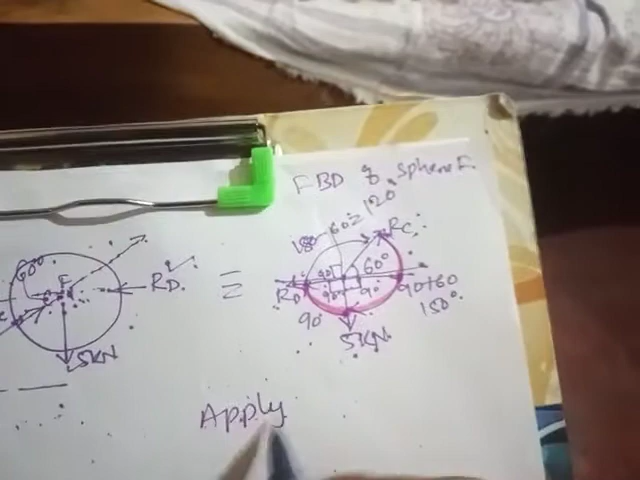 FBD of Sphere F.
180-60=120°
RC
60°
F
RD
=
60°
90°
90°
90°
RD
90+60
150°
90°
5KN
5KN
Apply